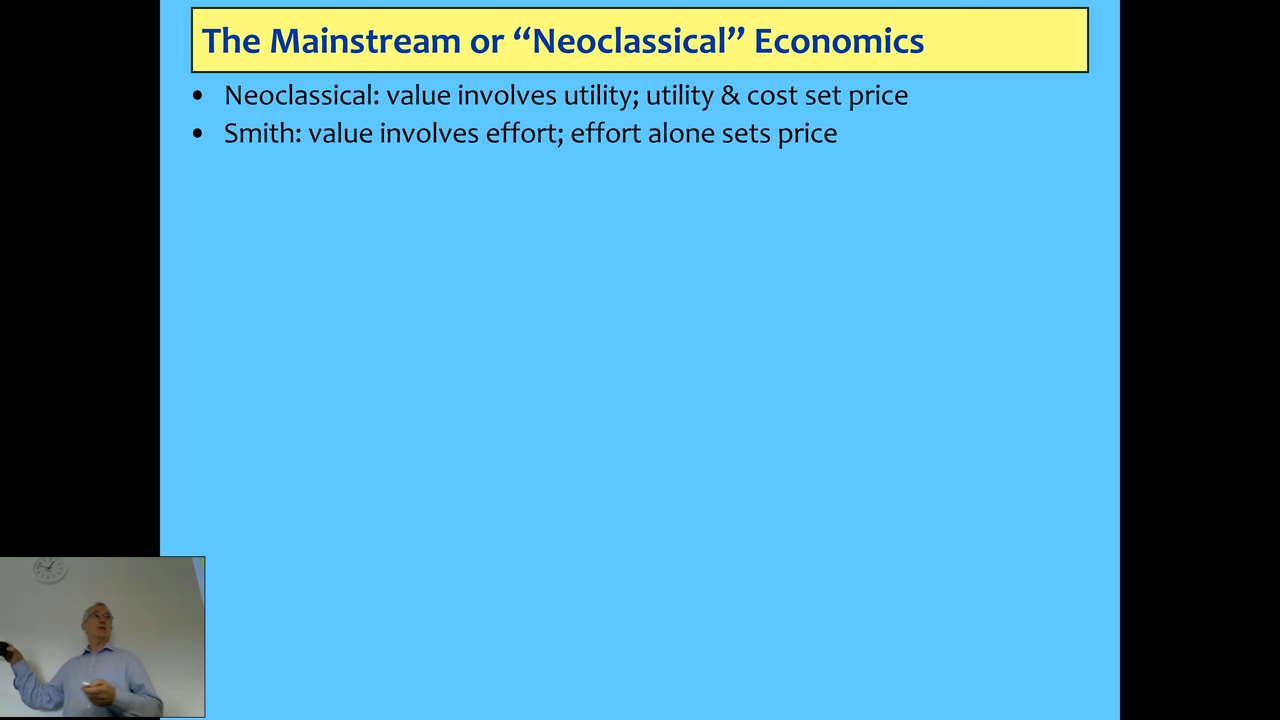 The Mainstream or “Neoclassical” Economics
• Neoclassical: value involves utility; utility & cost set price
• Smith: value involves effort; effort alone sets price